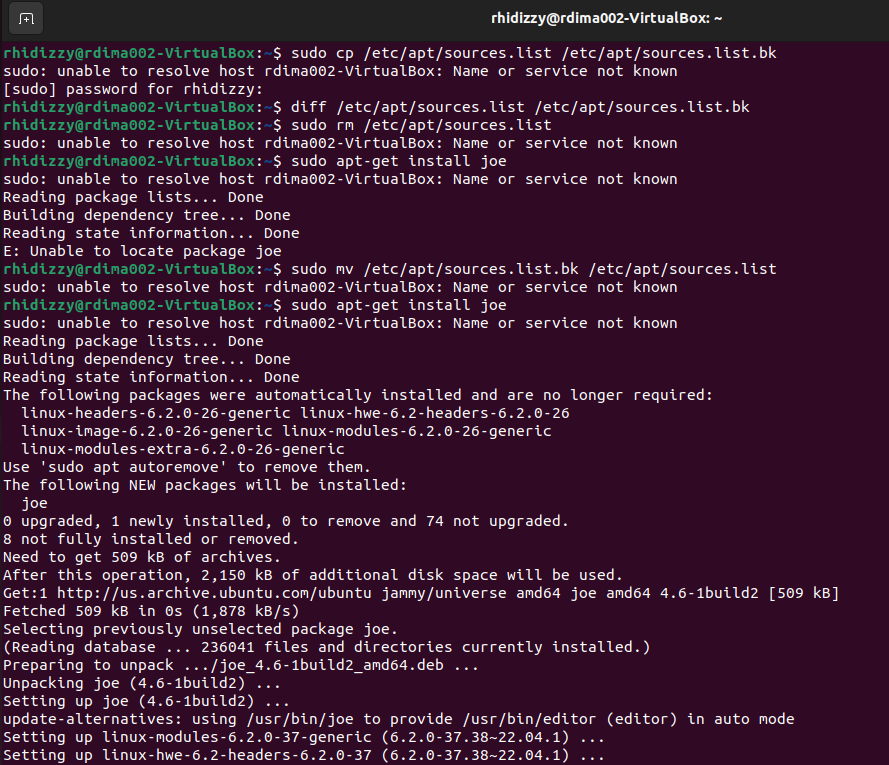 rhidizzy@rdima002-VirtualBox: ~
rhidizzy@rdima002-VirtualBox:~$ sudo cp /etc/apt/sources.list /etc/apt/sources.list.bk
sudo: unable to resolve host rdima002-VirtualBox: Name or service not known
[sudo] password for rhidizzy:
rhidizzy@rdima002-VirtualBox:~$ diff /etc/apt/sources.list /etc/apt/sources.list.bk
rhidizzy@rdima002-VirtualBox:~$ sudo rm /etc/apt/sources.list
sudo: unable to resolve host rdima002-VirtualBox: Name or service not known
rhidizzy@rdima002-VirtualBox:~$ sudo apt-get install joe
sudo: unable to resolve host rdima002-VirtualBox: Name or service not known
Reading package lists... Done
Building dependency tree... Done
Reading state information... Done
E: Unable to locate package joe
rhidizzy@rdima002-VirtualBox:~$ sudo mv /etc/apt/sources.list.bk /etc/apt/sources.list
sudo: unable to resolve host rdima002-VirtualBox: Name or service not known
rhidizzy@rdima002-VirtualBox:~$ sudo apt-get install joe
sudo: unable to resolve host rdima002-VirtualBox: Name or service not known
Reading package lists... Done
Building dependency tree... Done
Reading state information... Done
The following packages were automatically installed and are no longer required:
  linux-headers-6.2.0-26-generic linux-hwe-6.2-headers-6.2.0-26
  linux-image-6.2.0-26-generic linux-modules-6.2.0-26-generic
  linux-modules-extra-6.2.0-26-generic
Use 'sudo apt autoremove' to remove them.
The following NEW packages will be installed:
  joe
0 upgraded, 1 newly installed, 0 to remove and 74 not upgraded.
8 not fully installed or removed.
Need to get 509 kB of archives.
After this operation, 2,150 kB of additional disk space will be used.
Get:1 http://us.archive.ubuntu.com/ubuntu jammy/universe amd64 joe amd64 4.6-1build2 [509 kB]
Fetched 509 kB in 0s (1,878 kB/s)
Selecting previously unselected package joe.
(Reading database ... 236041 files and directories currently installed.)
Preparing to unpack .../joe_4.6-1build2_amd64.deb ...
Unpacking joe (4.6-1build2) ...
Setting up joe (4.6-1build2) ...
update-alternatives: using /usr/bin/joe to provide /usr/bin/editor (editor) in auto mode
Setting up linux-modules-6.2.0-37-generic (6.2.0-37.38~22.04.1) ...
Setting up linux-hwe-6.2-headers-6.2.0-37 (6.2.0-37.38~22.04.1) ...